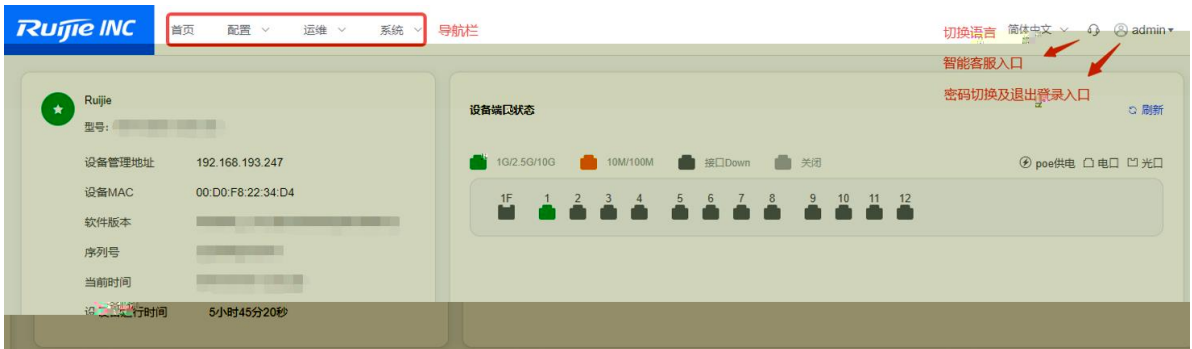 Ruijie INC
首页 配置 运维 系统 导航栏
切换语言 简体中文 admin
智能客服入口
密码切换及退出登录入口
Ruijie
型号:
设备管理地址 192.168.193.247
设备MAC 00:D0:F8:22:34:D4
软件版本
序列号
当前时间
行时间 5小时45分20秒
设备端口状态
刷新
1G/2.5G/10G 10M/100M 接口Down 关闭 poe供电 电口 光口
1F 1 2 3 4 5 6 7 8 9 10 11 12